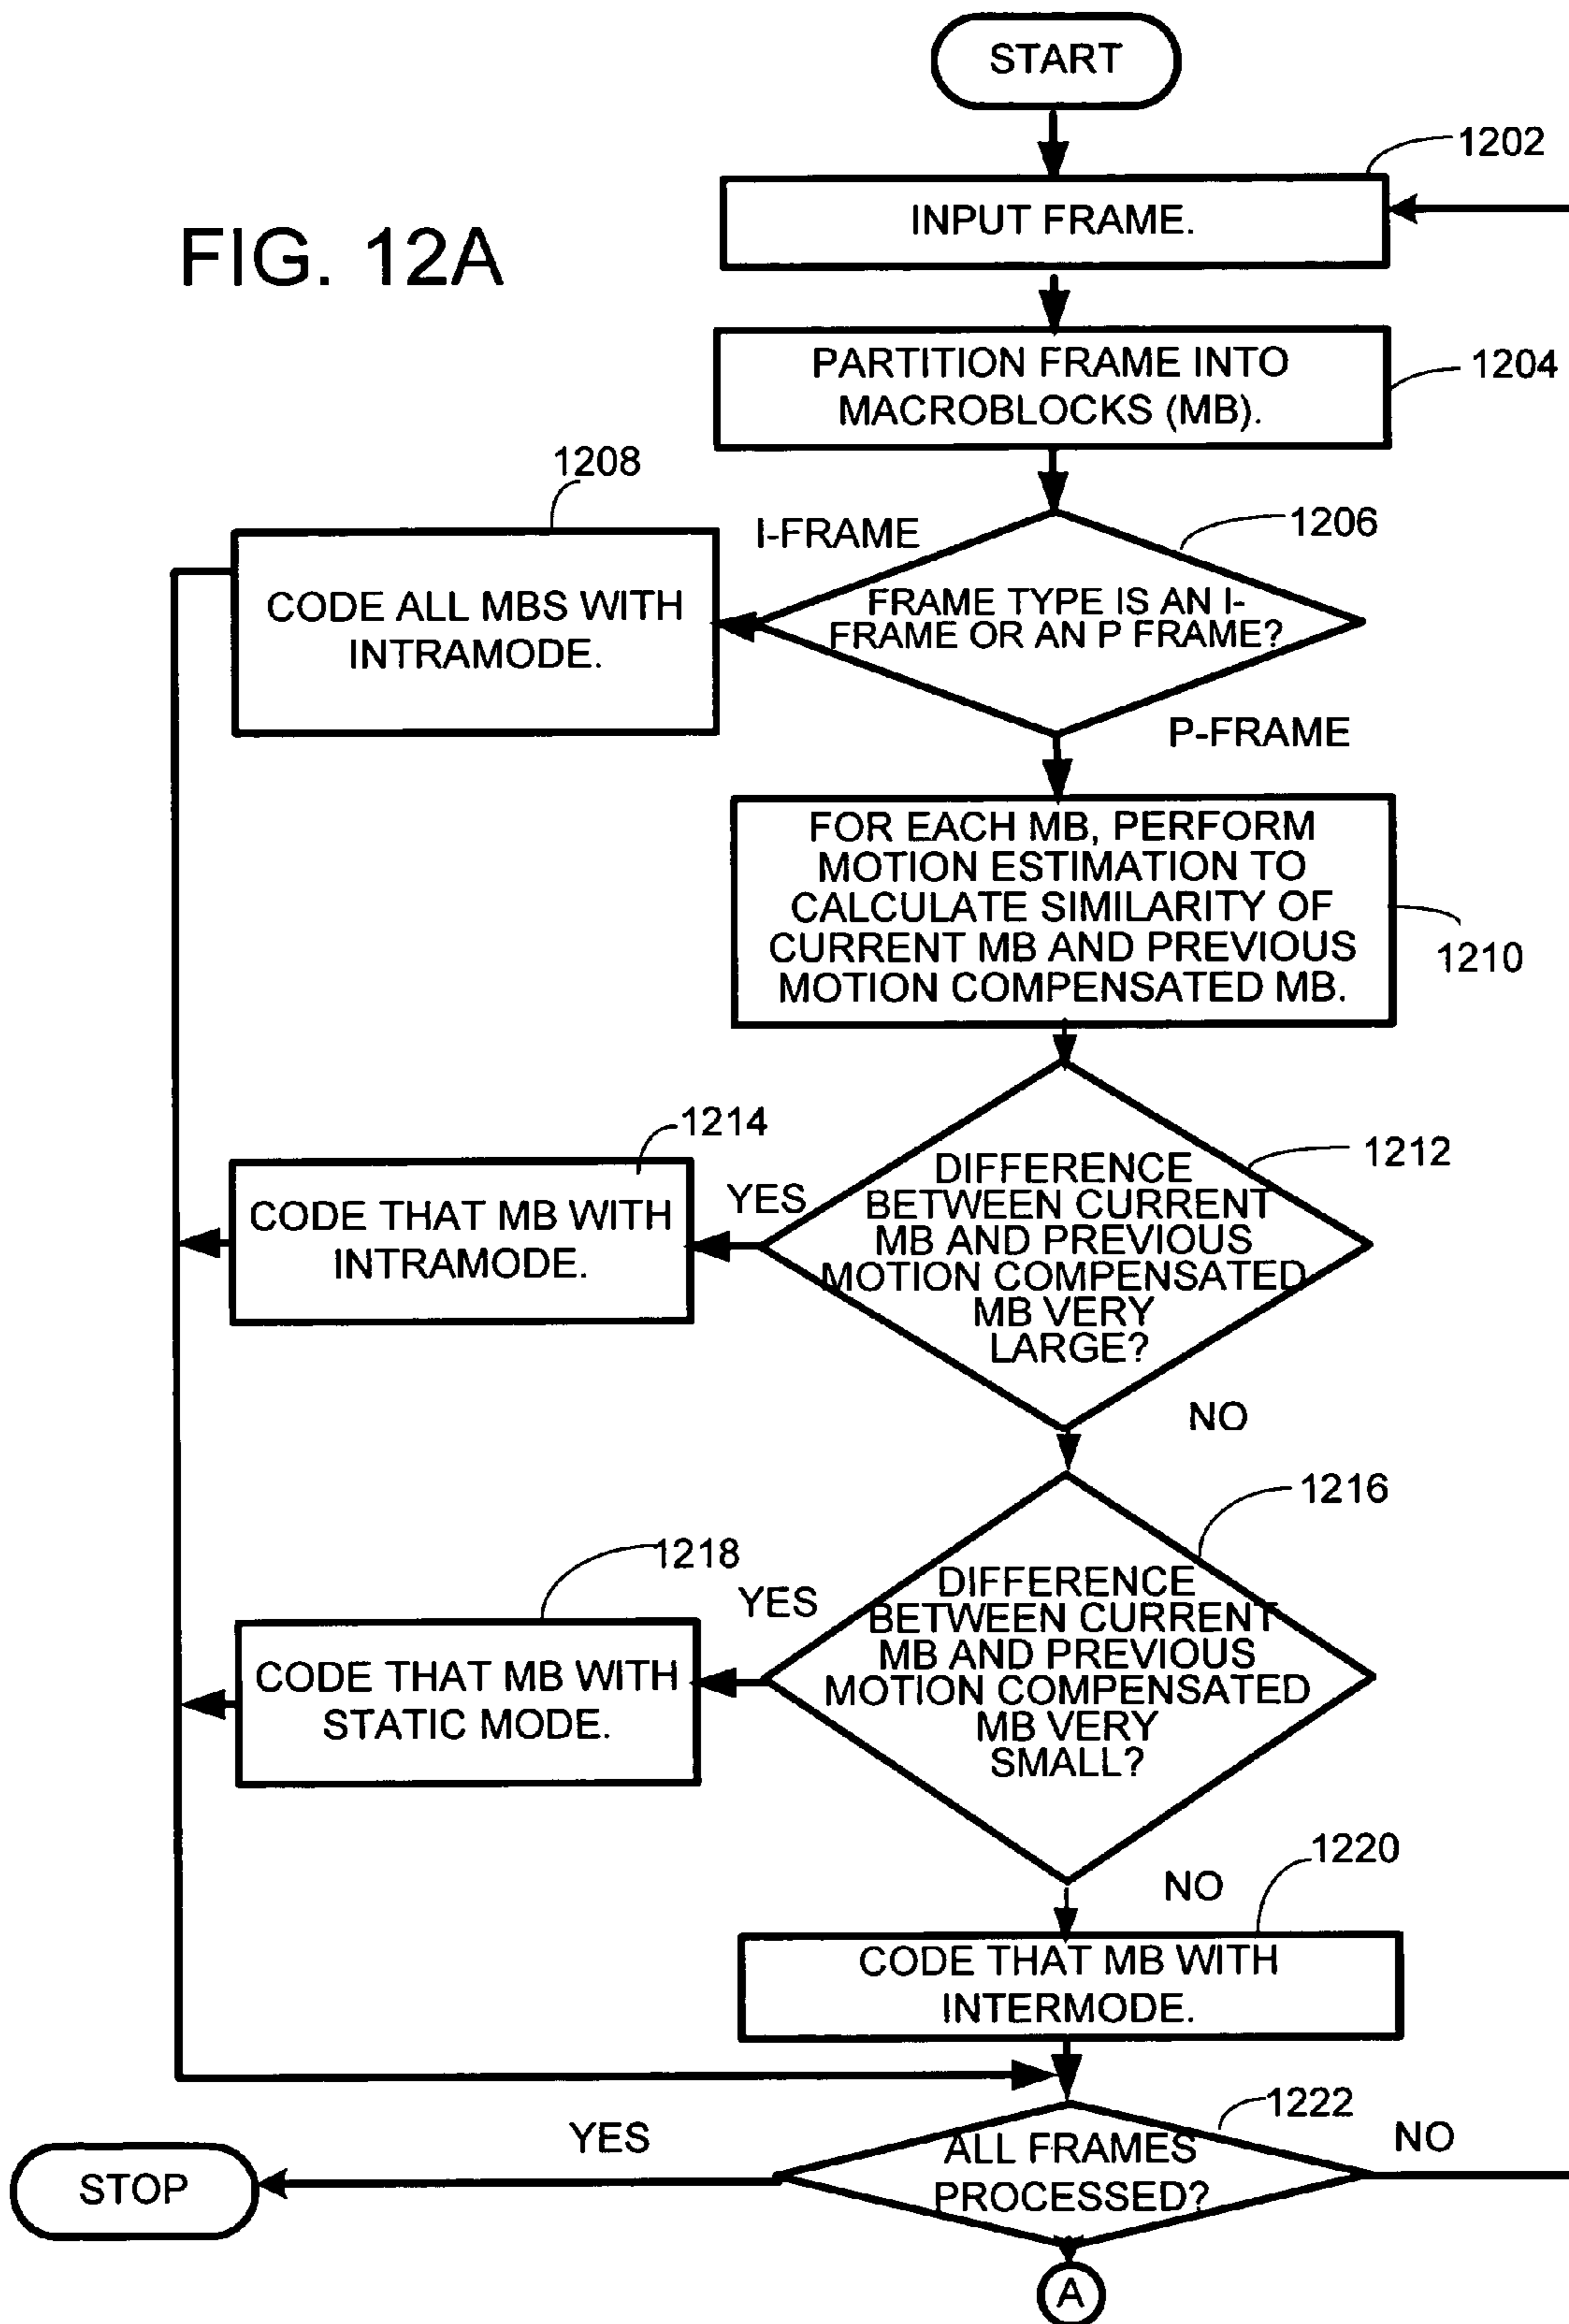 START
1202
INPUT FRAME.
FIG. 12A
PARTITION FRAME INTO
MACROBLOCKS (MB).
1204
1208
I-FRAME
1206
CODE ALL MBS WITH
INTRAMODE.
FRAME TYPE IS AN I-
FRAME OR AN P FRAME?
P-FRAME
FOR EACH MB, PERFORM
MOTION ESTIMATION TO
CALCULATE SIMILARITY OF
CURRENT MB AND PREVIOUS
MOTION COMPENSATED MB.
1210
1214
1212
YES
CODE THAT MB WITH
INTRAMODE.
DIFFERENCE
BETWEEN CURRENT
MB AND PREVIOUS
MOTION COMPENSATED
MB VERY
LARGE?
NO
1216
1218
YES
CODE THAT MB WITH
STATIC MODE.
DIFFERENCE
BETWEEN CURRENT
MB AND PREVIOUS
MOTION COMPENSATED
MB VERY
SMALL?
1220
NO
CODE THAT MB WITH
INTERMODE.
1222
YES
NO
ALL FRAMES
PROCESSED?
STOP
A